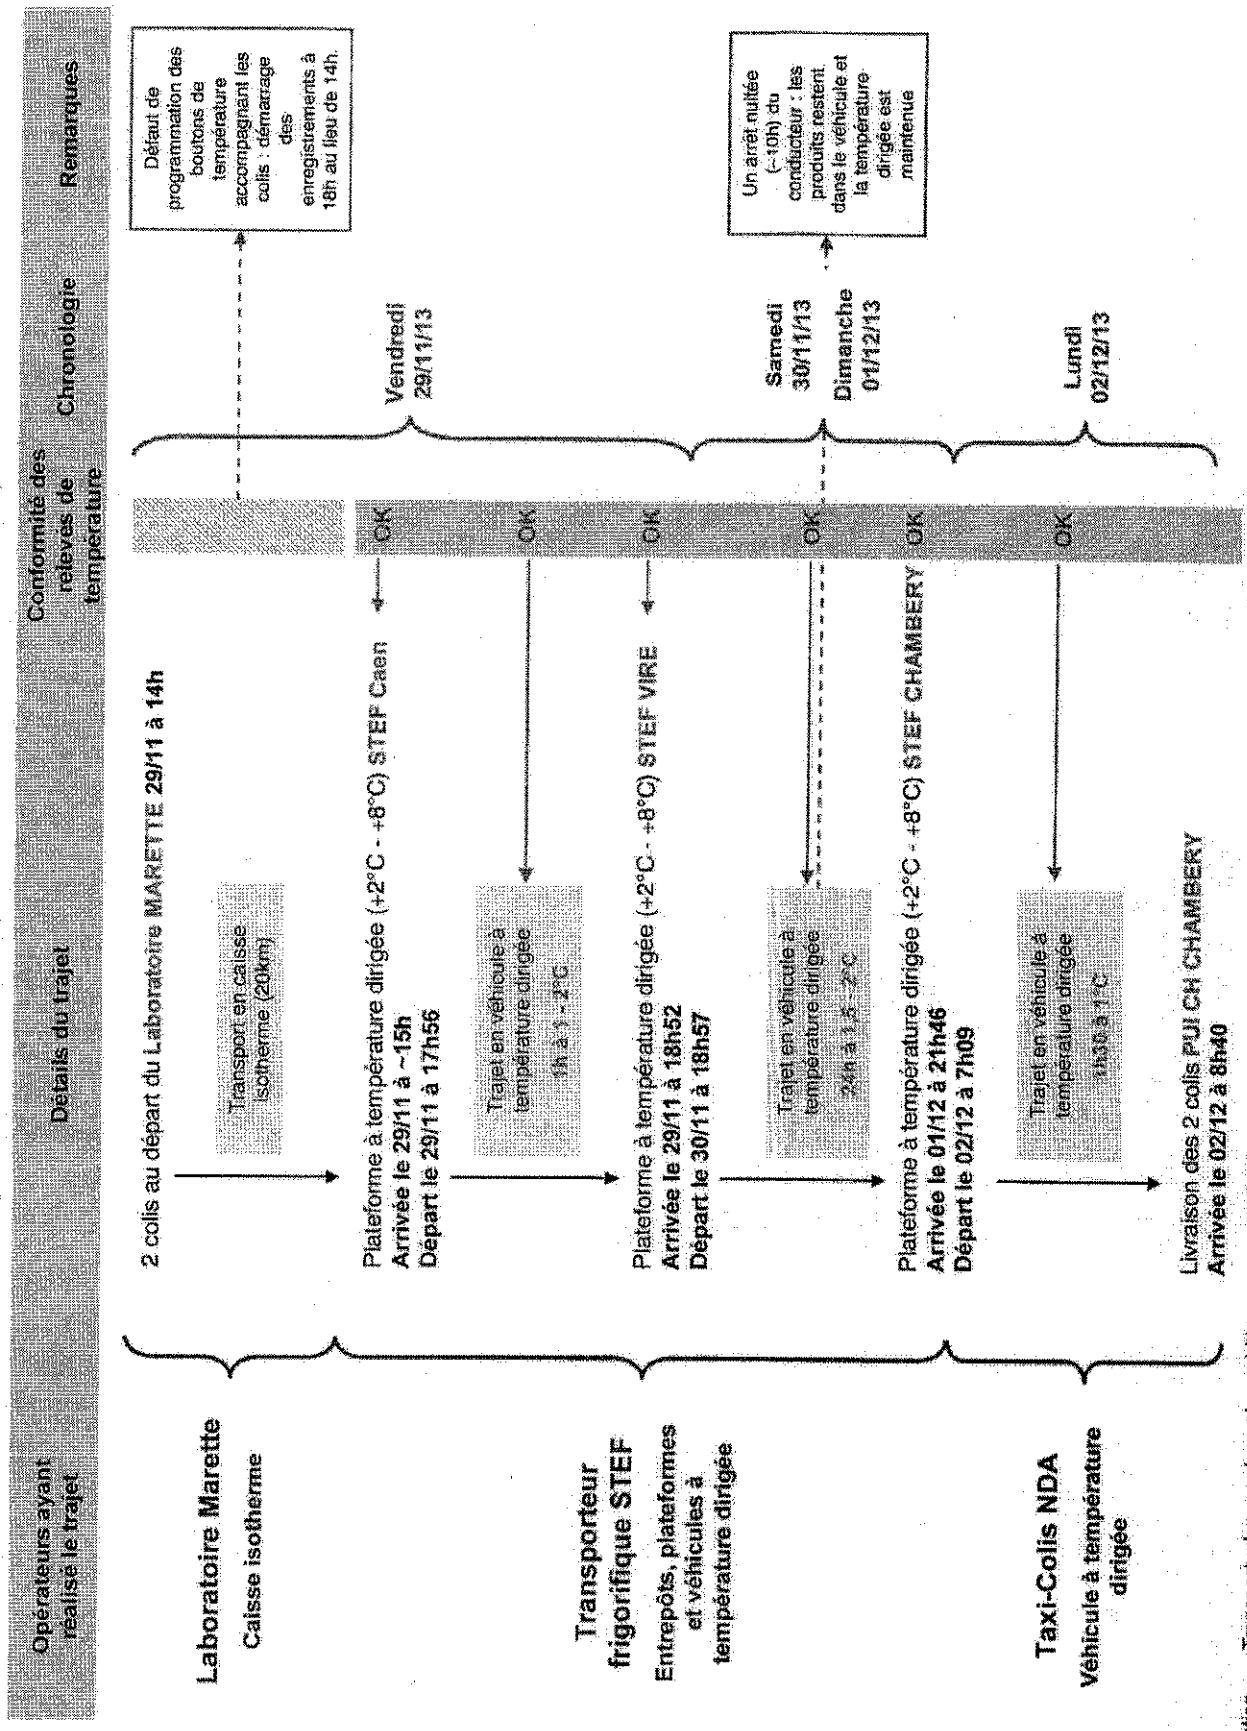 Opérateurs ayant
réalisé le trajet
Détails du trajet
Conformité des
relevés de
température
Chronologie
Remarques
Laboratoire Marette
Caisse isotherme
2 colis au départ du Laboratoire MARETTE 29/11 à 14h
Transport en caisse
isotherme (20km)
Défaut de
programmation des
boutons de
température
accompagnant les
colis : démarrage
des
enregistrements à
18h au lieu de 14h.
Transporteur
frigorifique STEF
Entrepôts, plateformes
et véhicules à
température dirigée
Plateforme à température dirigée (+2°C - +8°C) STEF Caen
Arrivée le 29/11 à ~15h
Départ le 29/11 à 17h56
OK
Vendredi
29/11/13
Trajet en véhicule à
température dirigée
1h à 1 - 2°C
OK
Plateforme à température dirigée (+2°C - +8°C) STEF VIRE
Arrivée le 29/11 à 18h52
Départ le 30/11 à 18h57
OK
Trajet en véhicule à
température dirigée
24h à 1,5 - 2°C
OK
Samedi
30/11/13
Dimanche
01/12/13
Un arrêt nuitée
(~10h) du
conducteur : les
produits restent
dans le véhicule et
la température
dirigée est
maintenue
Plateforme à température dirigée (+2°C - +8°C) STEF CHAMBERY
Arrivée le 01/12 à 21h46
Départ le 02/12 à 7h09
OK
Taxi-Colis NDA
Véhicule à température
dirigée
Trajet en véhicule à
température dirigée
1h30 à 1°C
OK
Lundi
02/12/13
Livraison des 2 colis PUI CH CHAMBERY
Arrivée le 02/12 à 8h40